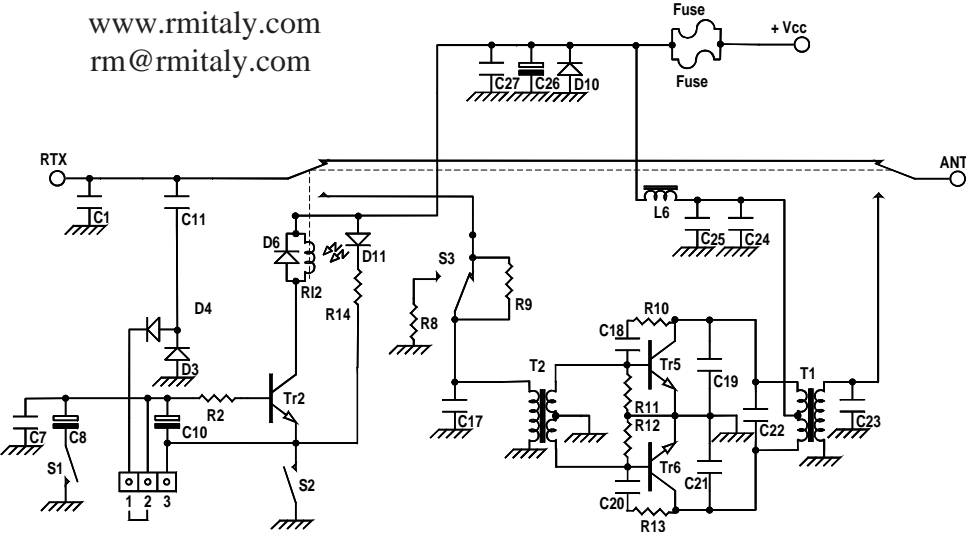 www.rmitaly.com
rm@rmitaly.com
Fuse
+ Vcc
Fuse
C27
C26
D10
RTX
ANT
C1
C11
L6
C25
C24
D6
D11
S3
Rl2
R14
R8
R9
D4
D3
C18
R10
T2
Tr5
C19
T1
R2
Tr2
C17
R11
R12
C22
C23
C7
C8
C10
Tr6
C21
S1
S2
C20
R13
1 2 3